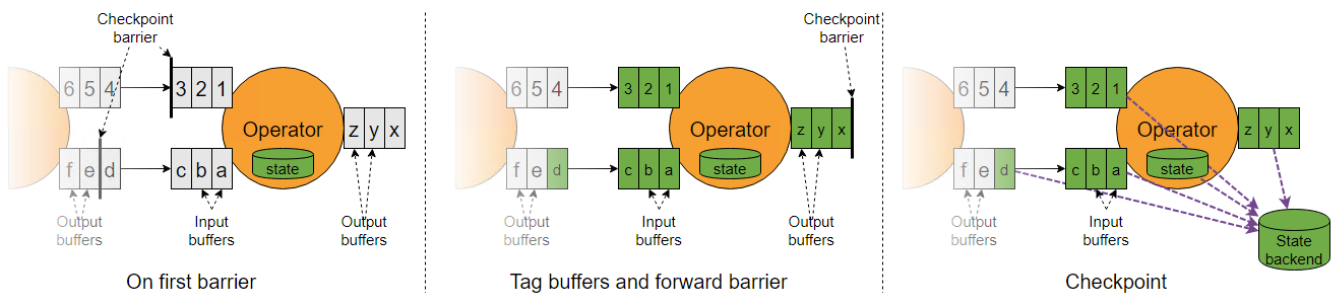 Checkpoint
barrier
6 5 4
3 2 1
Operator
state
z y x
f e d
c b a
Output
buffers
Input
buffers
Output
buffers
On first barrier
Checkpoint
barrier
6 5 4
3 2 1
Operator
state
z y x
f e d
c b a
Output
buffers
Input
buffers
Output
buffers
Tag buffers and forward barrier
6 5 4
3 2 1
Operator
state
z y x
f e d
c b a
Output
buffers
Input
buffers
State
backend
Checkpoint